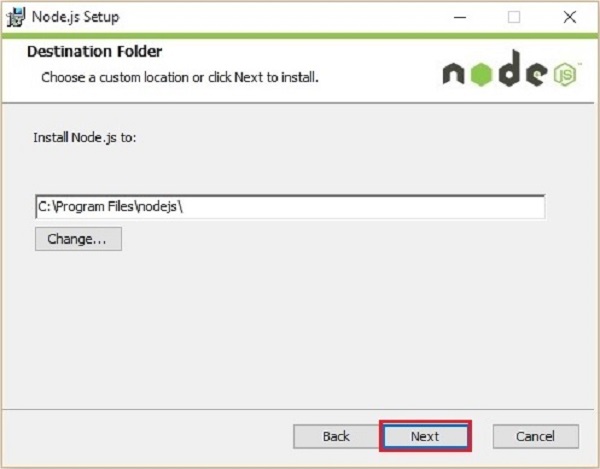 Node.js Setup
Destination Folder
Choose a custom location or click Next to install.
node
JS
Install Node.js to:
C:\Program Files\nodejs\
Change...
Back Next Cancel